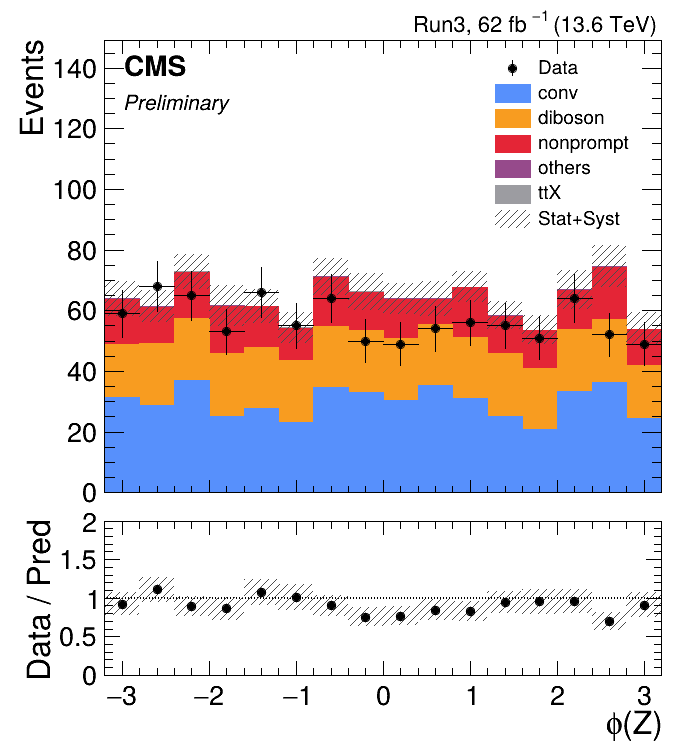 Run3, 62 fb⁻¹ (13.6 TeV)
CMS
Preliminary
Data
conv
diboson
nonprompt
others
ttX
Stat+Syst
Events
140
120
100
80
60
40
20
0
Data / Pred
2
1.5
1
0.5
0
−3 −2 −1 0 1 2 3
ϕ(Z)